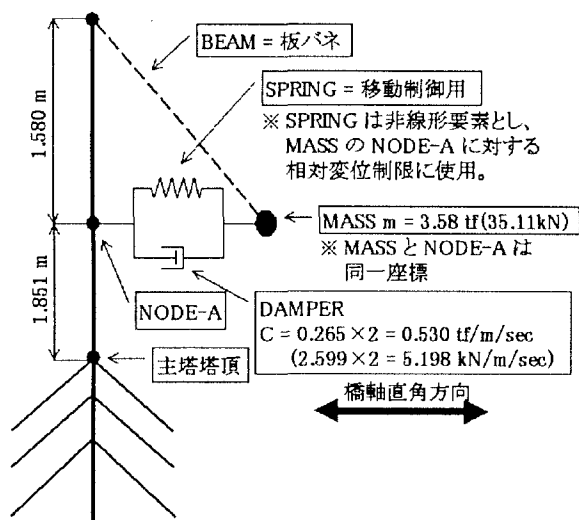 BEAM = 板バネ
SPRING = 移動制御用
※ SPRING は非線形要素とし、
MASS の NODE-A に対する
相対変位制限に使用。
1.580 m
MASS m = 3.58 tf(35.11kN)
※ MASS と NODE-A は
同一座標
1.851 m
NODE-A
DAMPER
C = 0.265×2 = 0.530 tf/m/sec
(2.599×2 = 5.198 kN/m/sec)
主塔塔頂
橋軸直角方向